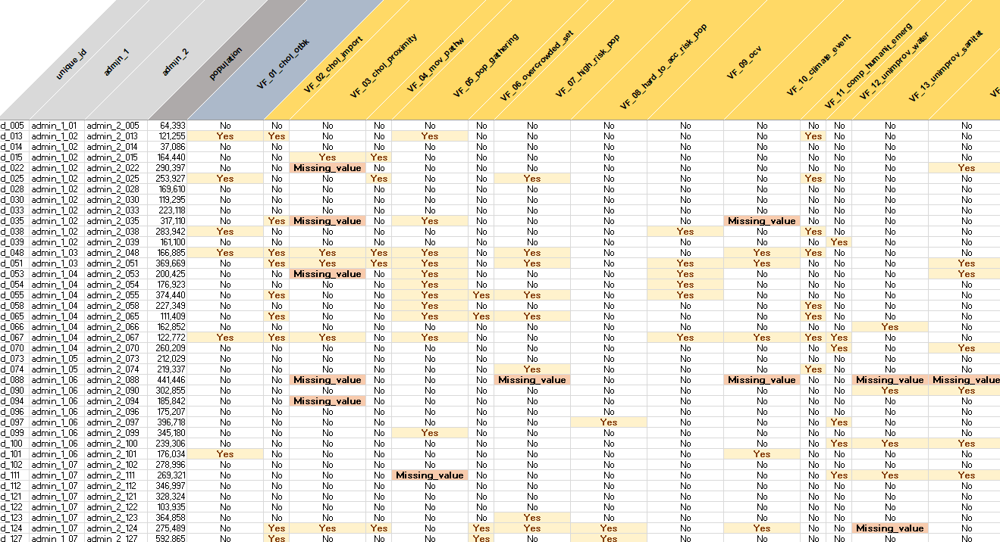 unique_id admin_1 admin_2 population VF_01_chol_otbk VF_02_chol_import VF_03_chol_proximity VF_04_mov_pathw VF_05_pop_gathering VF_06_overcrowded_set VF_07_high_risk_pop VF_08_hard_to_acc_risk_pop VF_09_ocv VF_10_climate_event VF_11_comp_humanit_emerg VF_12_unimprov_water VF_13_unimprov_sanitat VF
d_005 admin_1_01 admin_2_005 64,393 No No No No No No No No No No No No No No
d_013 admin_1_02 admin_2_013 121,255 Yes Yes No No Yes No No No No No Yes No No No
d_014 admin_1_02 admin_2_014 37,086 No No No No No No No No No No No No No No
d_015 admin_1_02 admin_2_015 164,440 No No Yes Yes No No No No No No No No No No
d_022 admin_1_02 admin_2_022 290,397 No No Missing_value No No No No No No No No No No Yes
d_025 admin_1_02 admin_2_025 253,927 Yes No No Yes No No Yes No No No Yes No No No
d_028 admin_1_02 admin_2_028 169,610 No No No No No No No No No No No No No No
d_030 admin_1_02 admin_2_030 119,295 No No No No No No No No No No No No No No
d_033 admin_1_02 admin_2_033 223,118 No No No No No No No No No No No No No No
d_035 admin_1_02 admin_2_035 317,110 No Yes Missing_value No Yes No No No No Missing_value No No No No
d_038 admin_1_02 admin_2_038 283,942 Yes No No No No No No No Yes No Yes No No No
d_039 admin_1_02 admin_2_039 161,100 No No No No No No No No No No No Yes No No
d_048 admin_1_03 admin_2_048 166,885 Yes Yes Yes Yes Yes No Yes No No Yes Yes No No No
d_051 admin_1_03 admin_2_051 369,669 No Yes Yes Yes Yes No Yes No Yes Yes No No No Yes
d_053 admin_1_04 admin_2_053 200,425 No No Missing_value No Yes No No No Yes No No No No Yes
d_054 admin_1_04 admin_2_054 176,923 No No No No Yes No No No Yes No No No No No
d_055 admin_1_04 admin_2_055 374,440 No Yes No No Yes Yes Yes No Yes No No No No No
d_058 admin_1_04 admin_2_058 227,349 No No No No Yes No No No No No Yes No No No
d_065 admin_1_04 admin_2_065 111,409 No Yes No No Yes Yes Yes No No No Yes No No No
d_066 admin_1_04 admin_2_066 162,852 No No No No No No No No No No No No Yes No
d_067 admin_1_04 admin_2_067 122,772 Yes Yes Yes No Yes No No No Yes Yes Yes Yes No No
d_070 admin_1_04 admin_2_070 260,209 No No No No No No No No No No No Yes No Yes
d_073 admin_1_05 admin_2_073 212,029 No No No No No No No No No No No No No No
d_074 admin_1_05 admin_2_074 219,337 No No No No No No Yes No No No Yes No No No
d_088 admin_1_06 admin_2_088 441,446 No No Missing_value No No No Missing_value No No Missing_value No No Missing_value Missing_value
d_090 admin_1_06 admin_2_090 302,855 No No No No No No No No No No No No Yes Yes
d_094 admin_1_06 admin_2_094 185,842 No No Missing_value No No No No No No No No No No No
d_096 admin_1_06 admin_2_096 175,207 No No No No No No No No No No No No No No
d_097 admin_1_06 admin_2_097 396,718 No No No No No No No Yes No No No Yes No No
d_099 admin_1_06 admin_2_099 345,180 No No No No Yes No No No No No No No No No
d_100 admin_1_06 admin_2_100 239,306 No No No No No No No No No No No Yes Yes Yes
d_101 admin_1_06 admin_2_101 176,034 Yes No No No No No No No No Yes No No No No
d_102 admin_1_07 admin_2_102 278,996 No No No No No No No No No No No No No No
d_111 admin_1_07 admin_2_111 269,321 No No No No Missing_value No No No No No No Yes Yes Yes
d_112 admin_1_07 admin_2_112 346,997 No No No No No No No No No No No No No No
d_121 admin_1_07 admin_2_121 328,324 No No No No No No No No No No No No No No
d_122 admin_1_07 admin_2_122 103,935 No No No No No No No No No No No No No No
d_123 admin_1_07 admin_2_123 364,858 No No No No No No Yes No No No No No No No
d_124 admin_1_07 admin_2_124 275,489 No Yes Yes Yes No Yes Yes Yes No Yes No No Missing_value No
d_127 admin_1_07 admin_2_127 592,865 No Yes No No No Yes No Yes No No No No No No